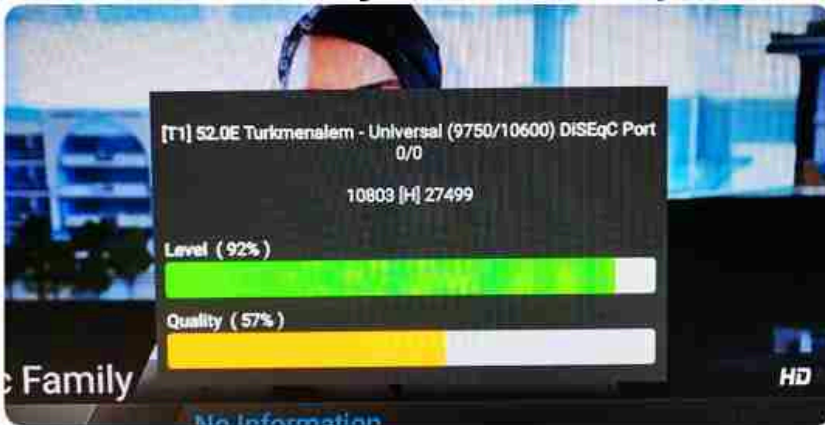 [T1] 52.0E Turkmenalem - Universal (9750/10600) DiSEqC Port
0/0
10803 [H] 27499
Level (92%)
Quality (57%)
Family
HD
No Information